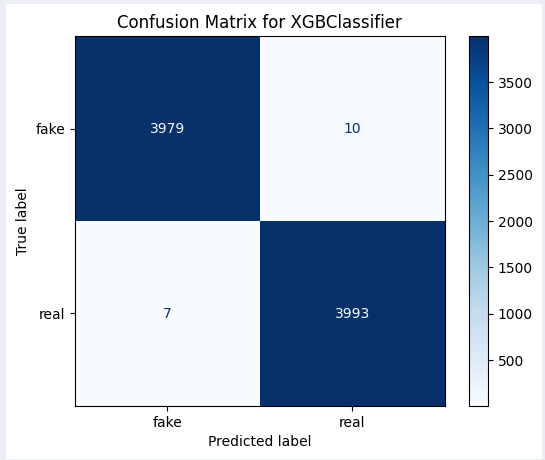 Confusion Matrix for XGBClassifier
fake
3979
10
real
7
3993
fake
real
Predicted label
True label
3500
3000
2500
2000
1500
1000
500